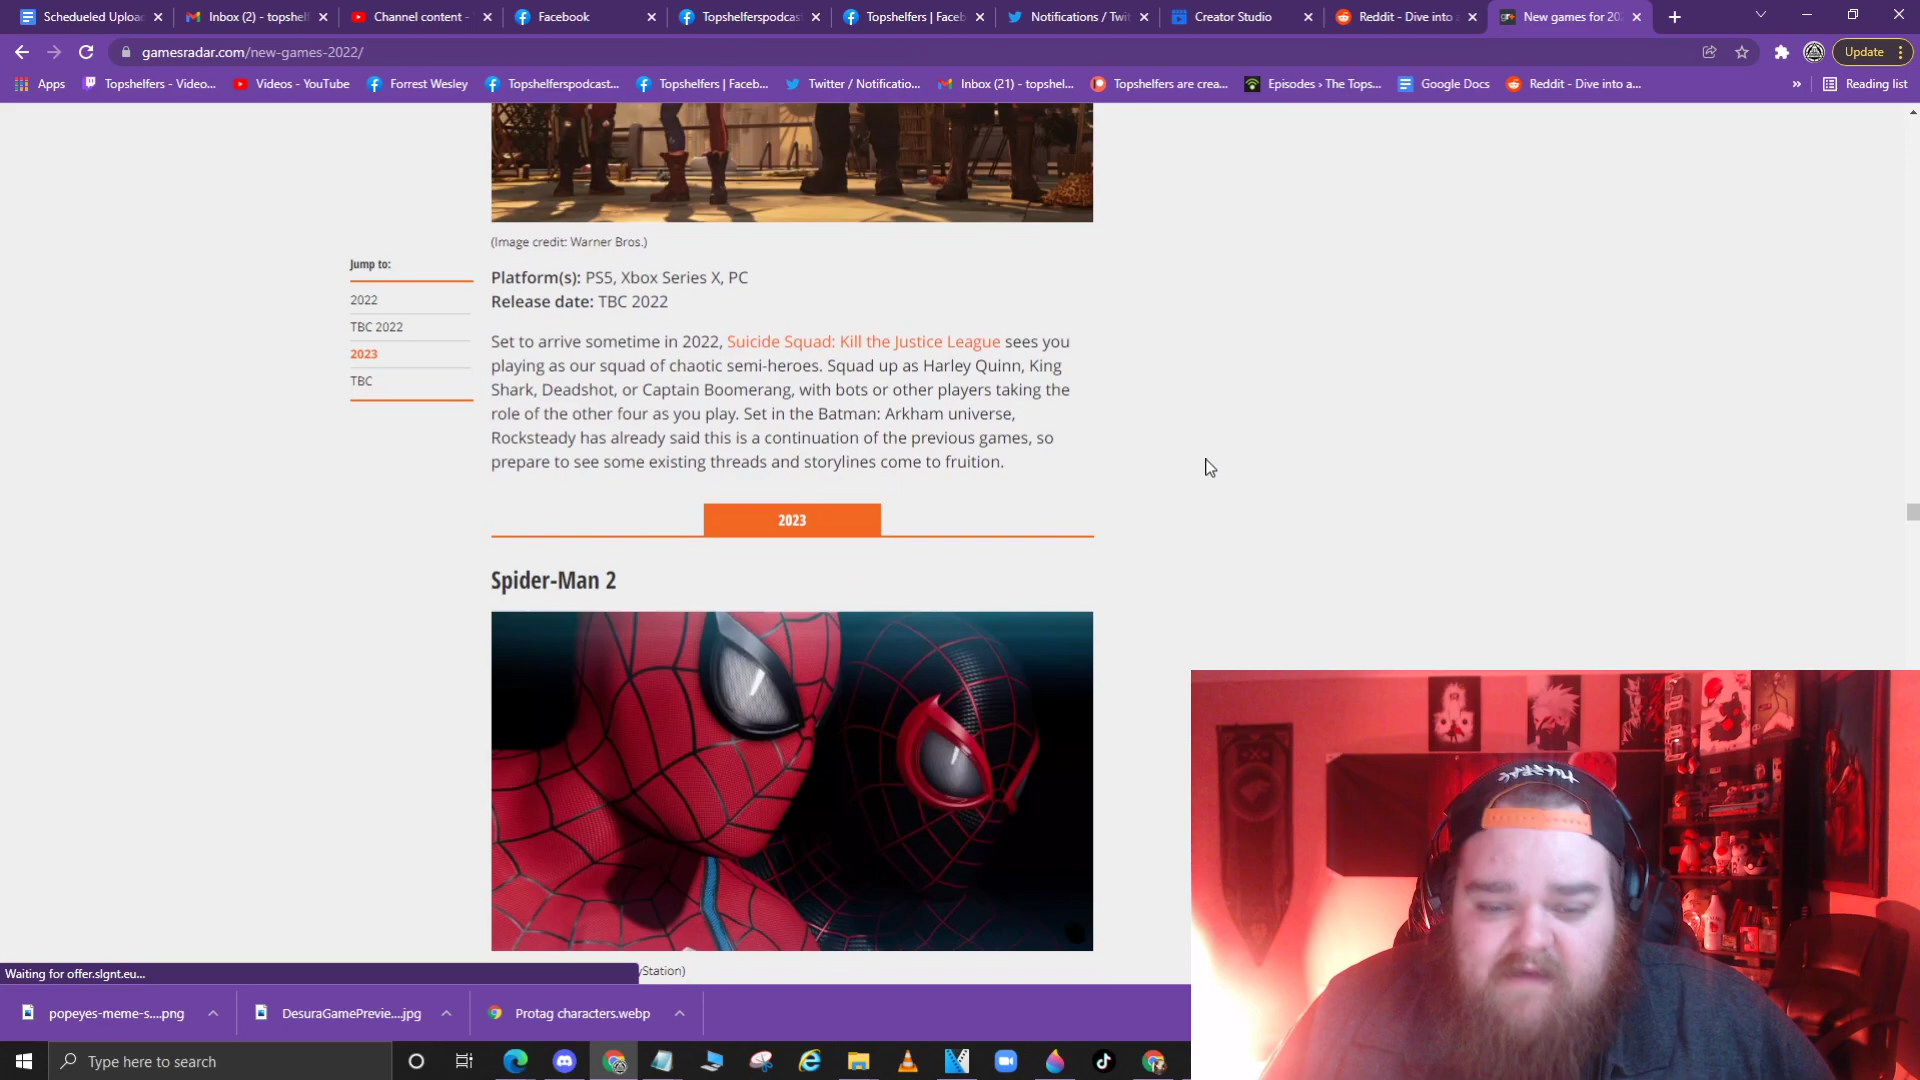 Schedueled Uploa
Inbox (2) - topshel
Channel content -
Facebook
Topshelferspodcas
Topshelfers | Faceb
Notifications / Twit
Creator Studio
Reddit - Dive into a
New games for 202
gamesradar.com/new-games-2022/
Update
Apps
Topshelfers - Video...
Videos - YouTube
Forrest Wesley
Topshelferspodcast...
Topshelfers | Faceb...
Twitter / Notificatio...
Inbox (21) - topshel...
Topshelfers are crea...
Episodes › The Tops...
Google Docs
Reddit - Dive into a...
»
Reading list
(Image credit: Warner Bros.)
Jump to:
2022
TBC 2022
2023
TBC
Platform(s): PS5, Xbox Series X, PC
Release date: TBC 2022
Set to arrive sometime in 2022, Suicide Squad: Kill the Justice League sees you
playing as our squad of chaotic semi-heroes. Squad up as Harley Quinn, King
Shark, Deadshot, or Captain Boomerang, with bots or other players taking the
role of the other four as you play. Set in the Batman: Arkham universe,
Rocksteady has already said this is a continuation of the previous games, so
prepare to see some existing threads and storylines come to fruition.
2023
Spider-Man 2
yStation)
Waiting for offer.slgnt.eu...
popeyes-meme-s....png
DesuraGamePrevie....jpg
Protag characters.webp
Type here to search